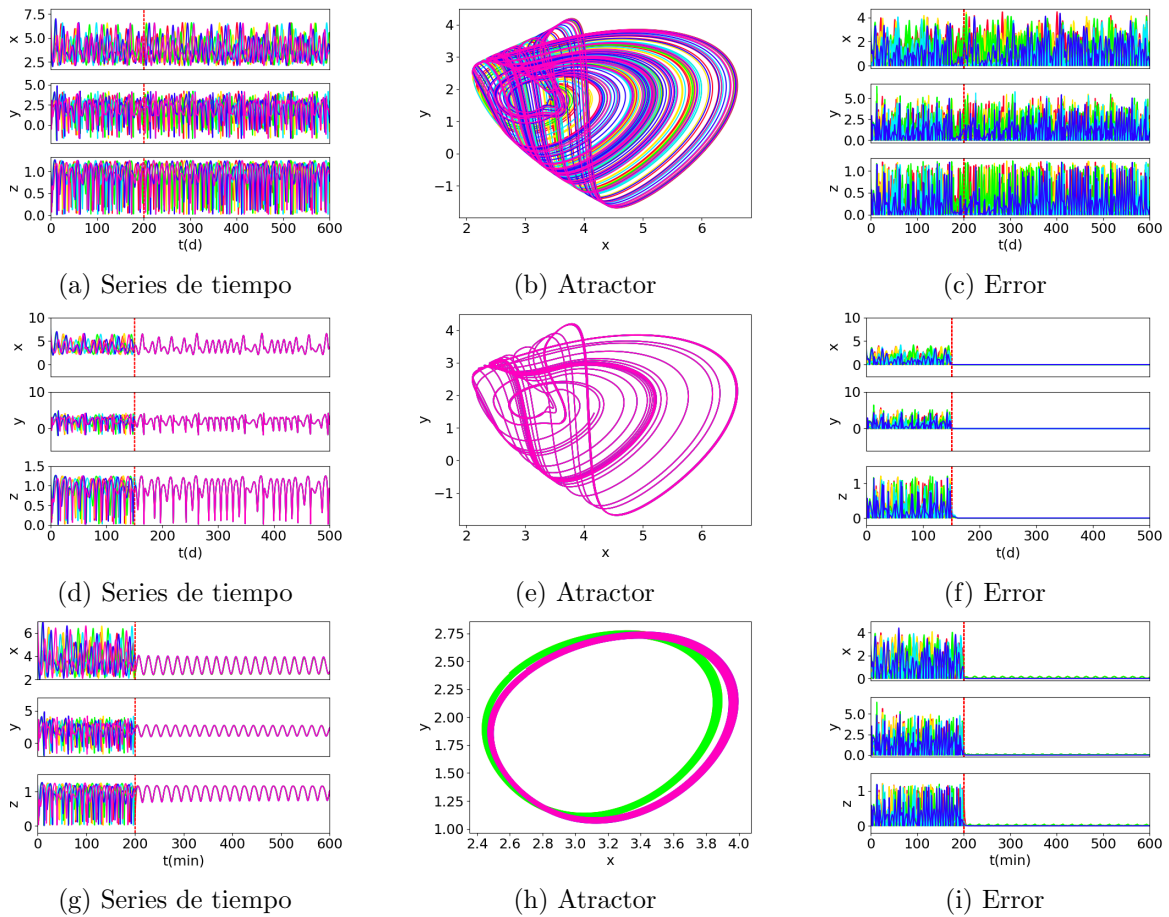 7.5
5.0
2.5
x
5.0
2.5
0.0
y
1.0
0.5
0.0
z
0 100 200 300 400 500 600
t(d)
(a) Series de tiempo
4
3
2
1
0
−1
y
2 3 4 5 6
x
(b) Atractor
4
2
0
x
5.0
2.5
0.0
y
1.0
0.5
0.0
z
0 100 200 300 400 500 600
t(d)
(c) Error
10
0
x
10
0
y
1.5
1.0
0.5
0.0
z
0 100 200 300 400 500
t(d)
(d) Series de tiempo
4
3
2
1
0
−1
y
2 3 4 5 6
x
(e) Atractor
10
5
0
x
10
0
y
1
0
z
0 100 200 300 400 500
t(d)
(f) Error
6
4
2
x
5
0
y
1
0
z
0 100 200 300 400 500 600
t(min)
(g) Series de tiempo
2.75
2.50
2.25
2.00
1.75
1.50
1.25
1.00
y
2.4 2.6 2.8 3.0 3.2 3.4 3.6 3.8 4.0
x
(h) Atractor
4
2
0
x
5.0
2.5
0.0
y
1
0
z
0 100 200 300 400 500 600
t(min)
(i) Error